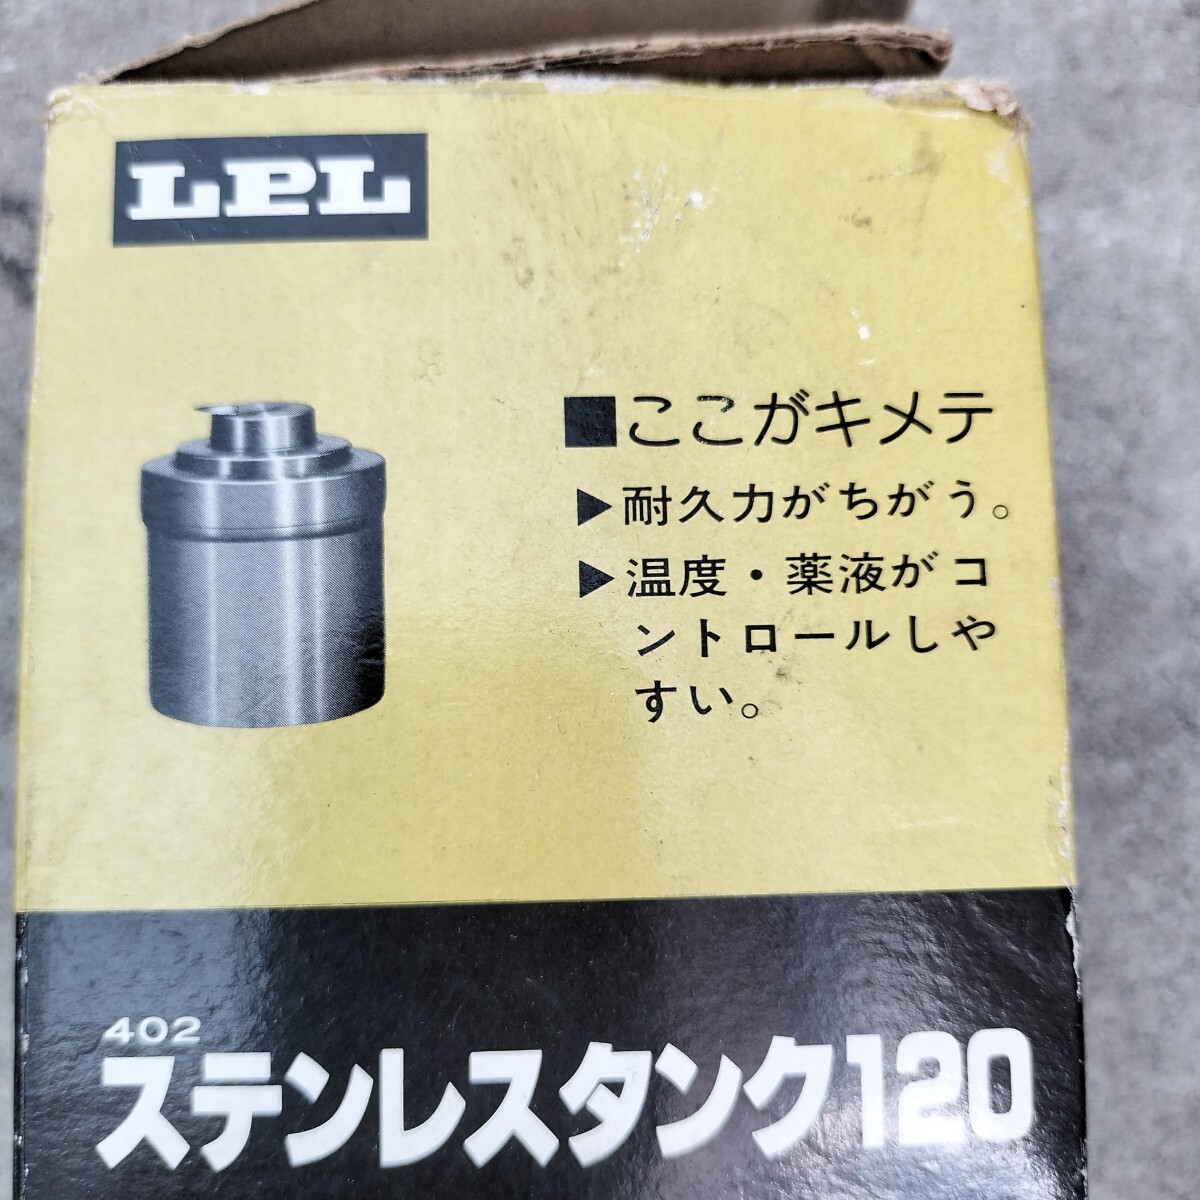 LPL
■ここがキメテ
▶耐久力がちがう。
▶温度・薬液がコ
ントロールしや
すい。
402
ステンレスタンク120